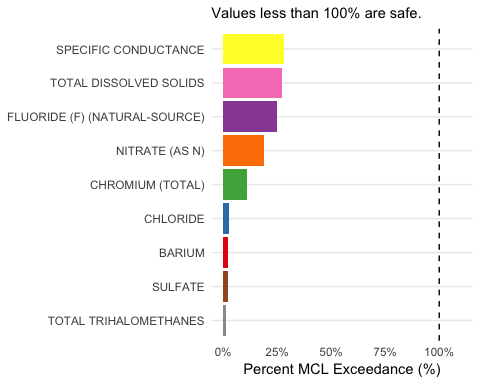 Values less than 100% are safe.
SPECIFIC CONDUCTANCE
TOTAL DISSOLVED SOLIDS
FLUORIDE (F) (NATURAL-SOURCE)
NITRATE (AS N)
CHROMIUM (TOTAL)
CHLORIDE
BARIUM
SULFATE
TOTAL TRIHALOMETHANES
0% 25% 50% 75% 100%
Percent MCL Exceedance (%)